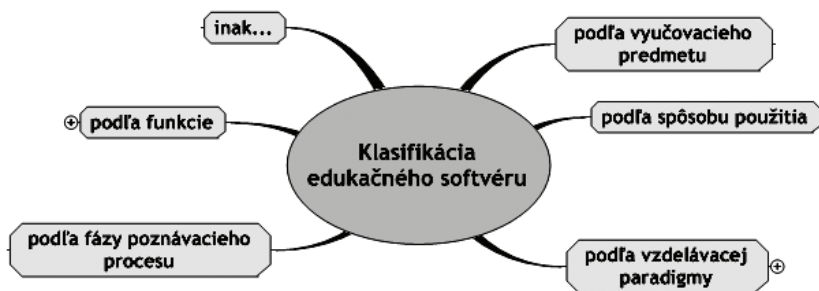 Klasifikácia
edukačného softvéru
inak...
podľa vyučovacieho
predmetu
podľa funkcie
podľa spôsobu použitia
podľa fázy poznávacieho
procesu
podľa vzdelávacej
paradigmy